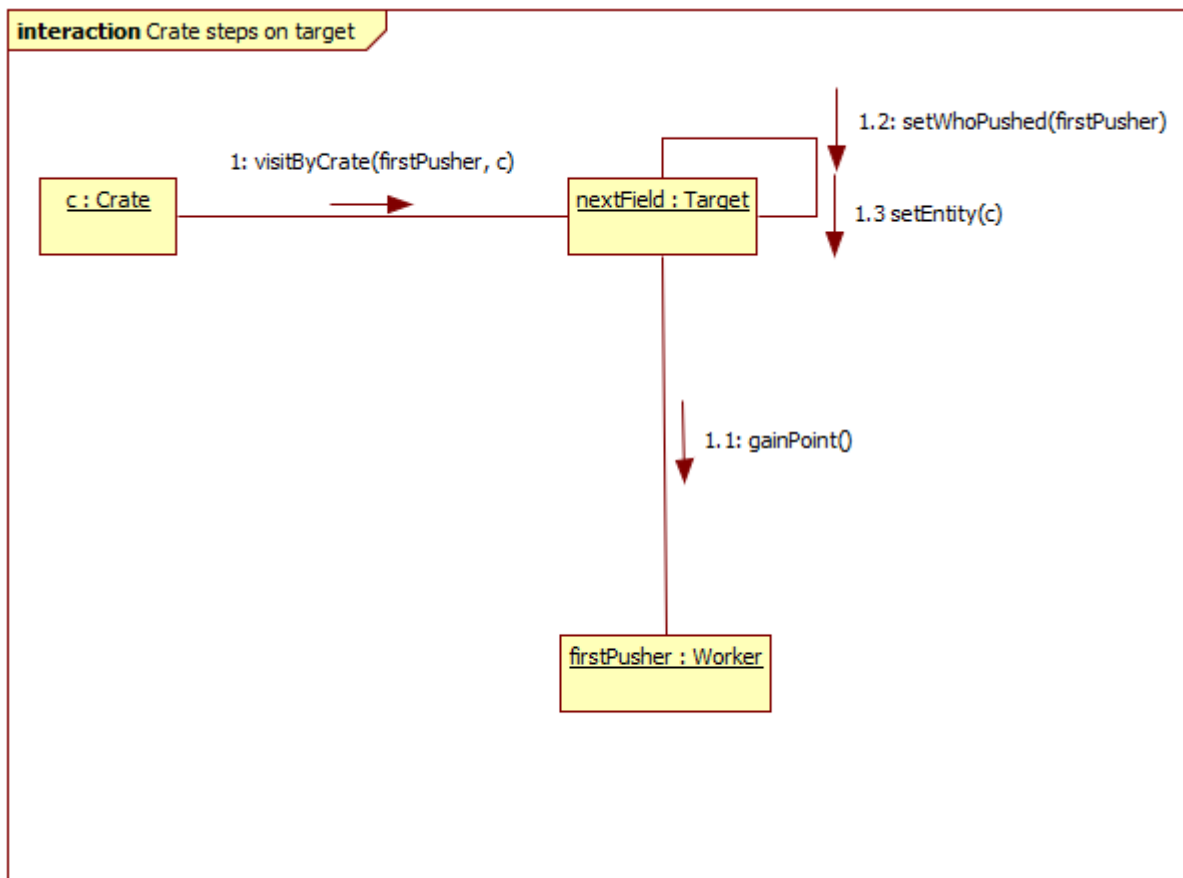 interaction Crate steps on target
1.2: setWhoPushed(firstPusher)
1: visitByCrate(firstPusher, c)
c : Crate
nextField : Target
1.3 setEntity(c)
1.1: gainPoint()
firstPusher : Worker